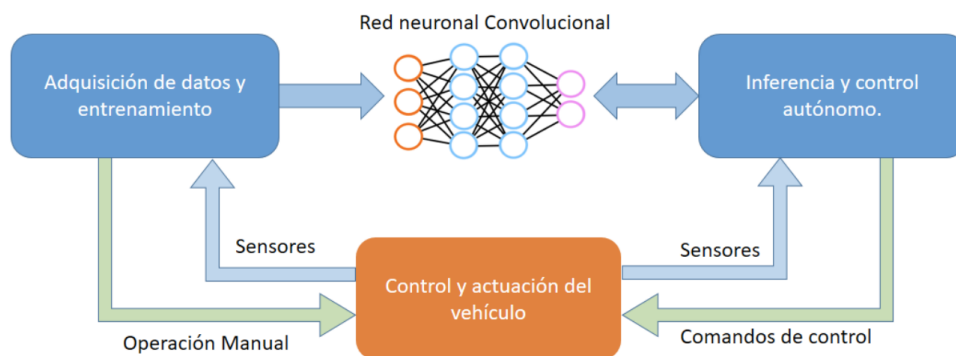 Red neuronal Convolucional
Adquisición de datos y
entrenamiento
Inferencia y control
autónomo.
Sensores
Sensores
Control y actuación del
vehículo
Operación Manual
Comandos de control